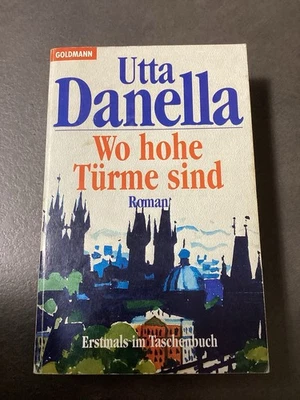 GOLDMANN
Utta
Danella
Wo hohe
Türme sind
Roman
Erstmals im Taschenbuch